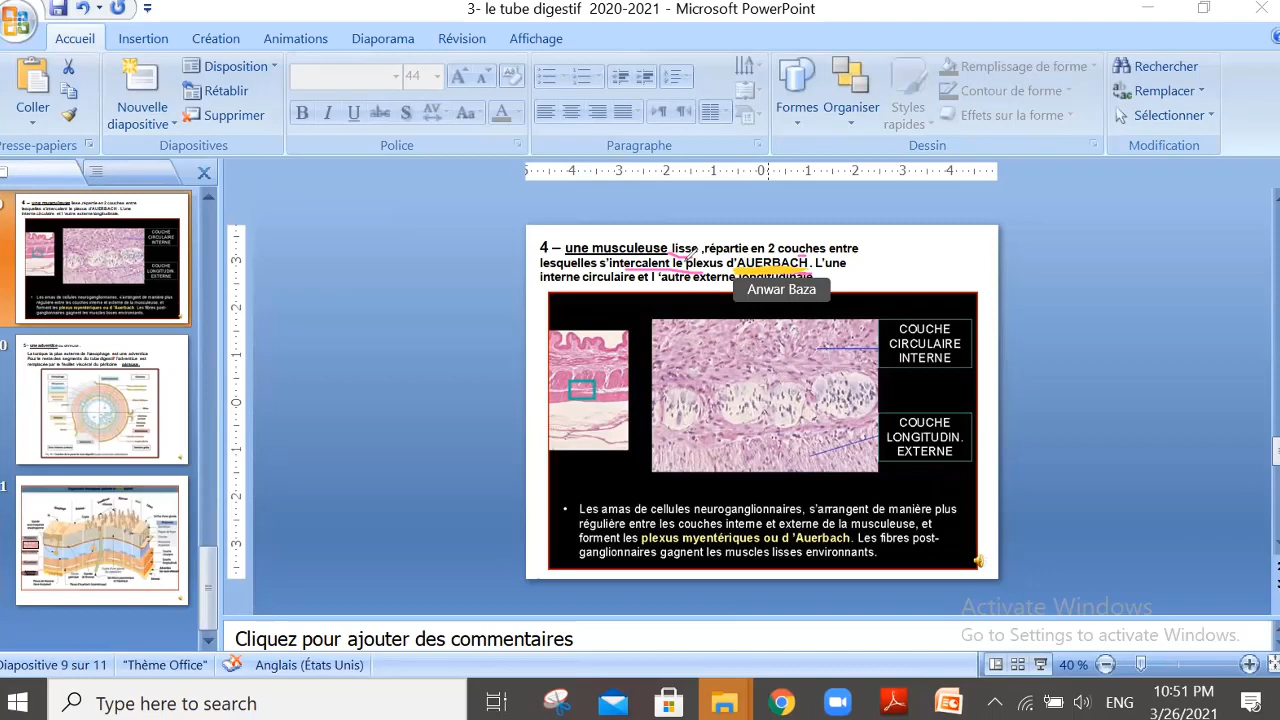 3- le tube digestif 2020-2021 - Microsoft PowerPoint
Accueil Insertion Création Animations Diaporama Révision Affichage
Coller
Nouvelle diapositive
Disposition
Rétablir
Supprimer
44
B I U abc S AV Aa A
Formes
Organiser
Styles rapides
Remplissage de forme
Contour de forme
Effets sur la forme
Rechercher
Remplacer
Sélectionner
Presse-papiers Diapositives Police Paragraphe Dessin Modification
4 – une musculeuse lisse ,répartie en 2 couches entre
lesquelles s'intercalent le plexus d'AUERBACH. L'une
interne circulaire et l 'autre externe longitudinale
Anwar Baza
COUCHE
CIRCULAIRE
INTERNE
COUCHE
LONGITUDIN.
EXTERNE
• Les amas de cellules neuroganglionnaires, s'arrangent de manière plus
régulière entre les couches interne et externe de la musculeuse, et
forment les plexus myentériques ou d 'Auerbach. Les fibres post-
ganglionnaires gagnent les muscles lisses environnants.
Activate Windows
Go to Settings to activate Windows.
Cliquez pour ajouter des commentaires
Diapositive 9 sur 11 "Thème Office" Anglais (États Unis) 40 %
Type here to search
ENG
10:51 PM
3/26/2021